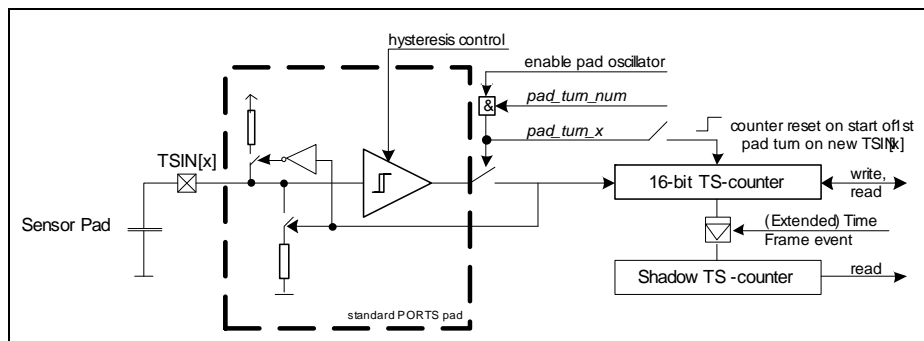 hysteresis control
enable pad oscillator
pad_turn_num
&
pad_turn_x
counter reset on start of1st
pad turn on new TSIN[x]
TSIN[x]
16-bit TS-counter
write,
read
Sensor Pad
(Extended) Time
Frame event
Shadow TS -counter
read
standard PORTS pad